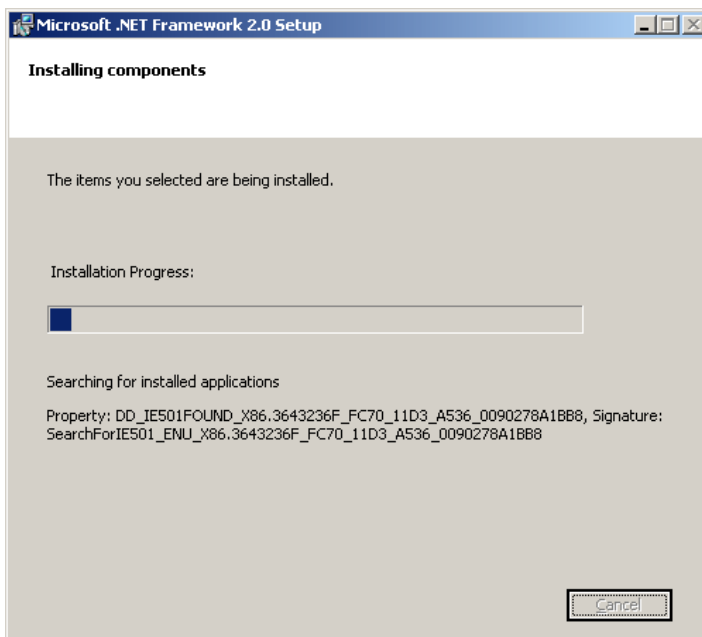 Microsoft .NET Framework 2.0 Setup
Installing components
The items you selected are being installed.
Installation Progress:
Searching for installed applications
Property: DD_IE501FOUND_X86.3643236F_FC70_11D3_A536_0090278A1BB8, Signature:
SearchForIE501_ENU_X86.3643236F_FC70_11D3_A536_0090278A1BB8
Cancel